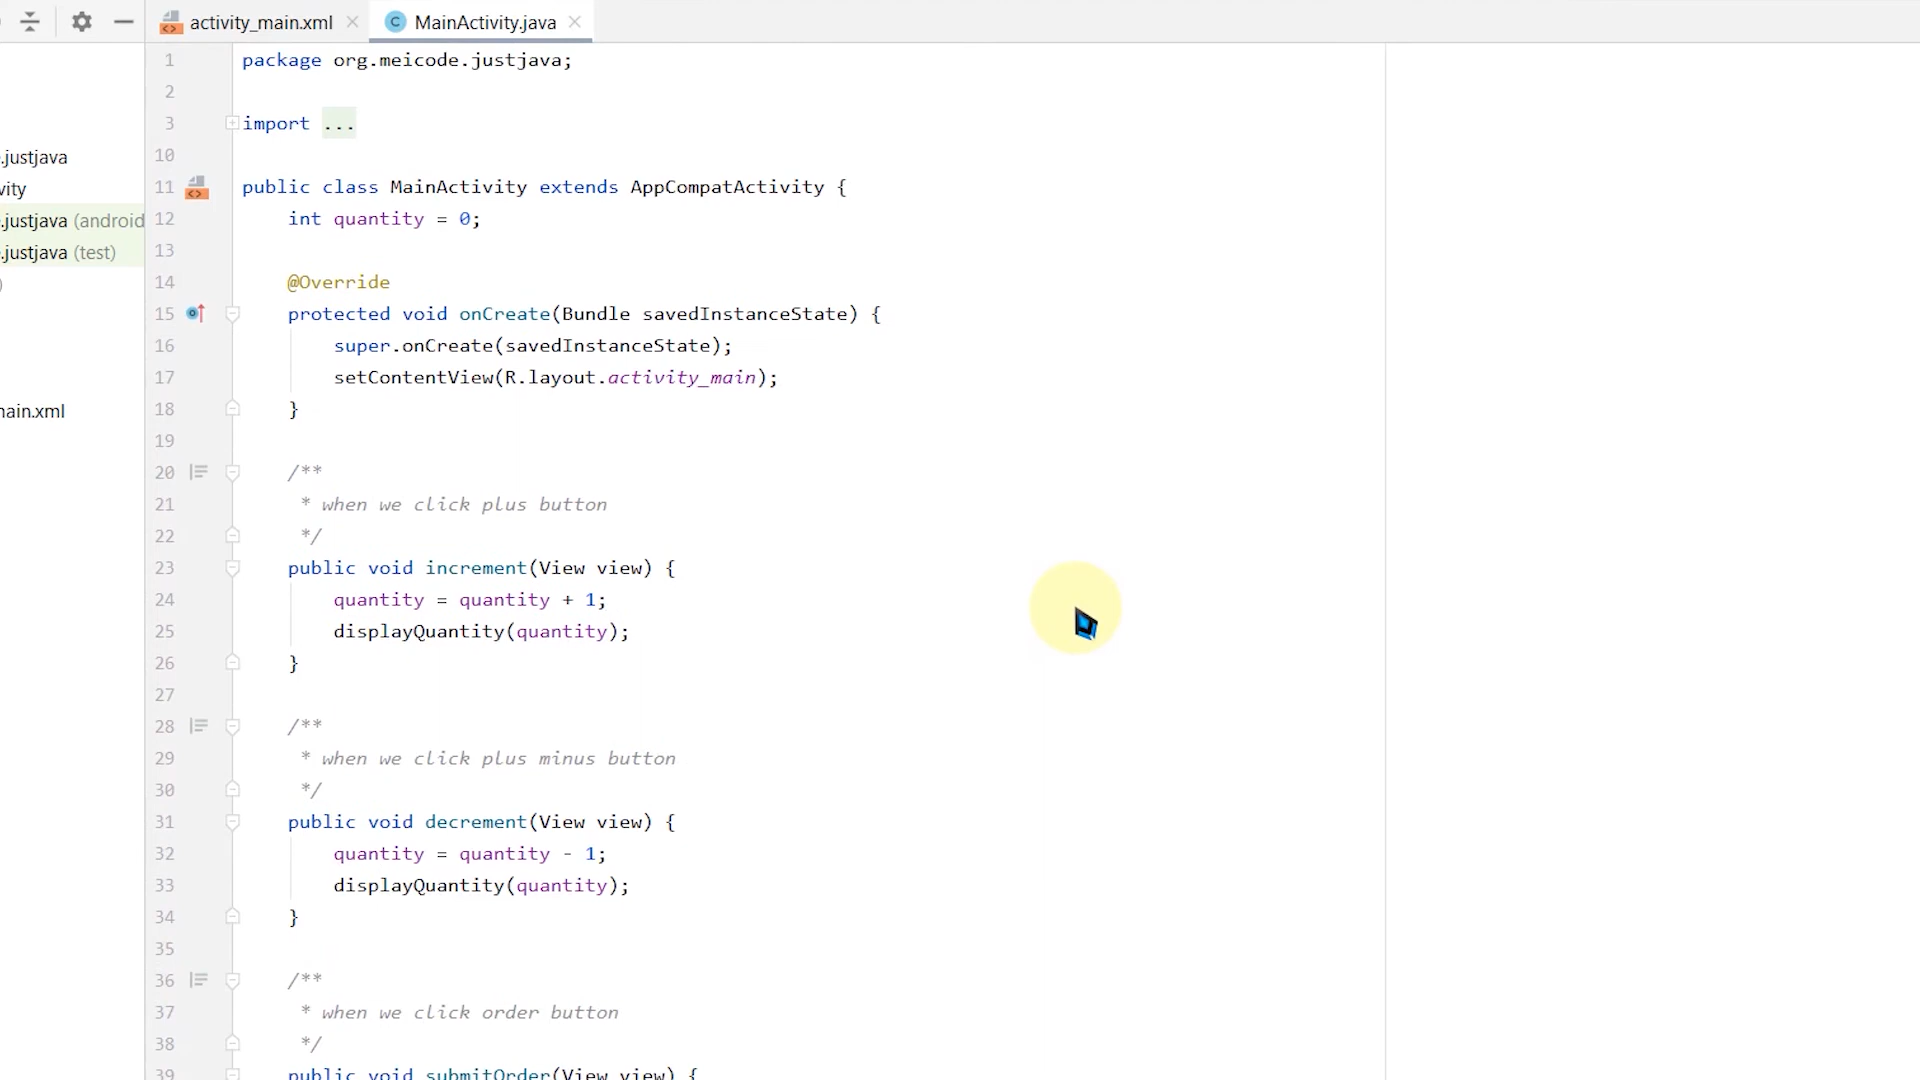 activity_main.xml
MainActivity.java
.justjava
vity
.justjava (android
.justjava (test)
)
main.xml
1 package org.meicode.justjava;
2
3 import ...
10
11 public class MainActivity extends AppCompatActivity {
12 int quantity = 0;
13
14 @Override
15 protected void onCreate(Bundle savedInstanceState) {
16 super.onCreate(savedInstanceState);
17 setContentView(R.layout.activity_main);
18 }
19
20 /**
21 * when we click plus button
22 */
23 public void increment(View view) {
24 quantity = quantity + 1;
25 displayQuantity(quantity);
26 }
27
28 /**
29 * when we click plus minus button
30 */
31 public void decrement(View view) {
32 quantity = quantity - 1;
33 displayQuantity(quantity);
34 }
35
36 /**
37 * when we click order button
38 */
39 public void submitOrder(View view) {